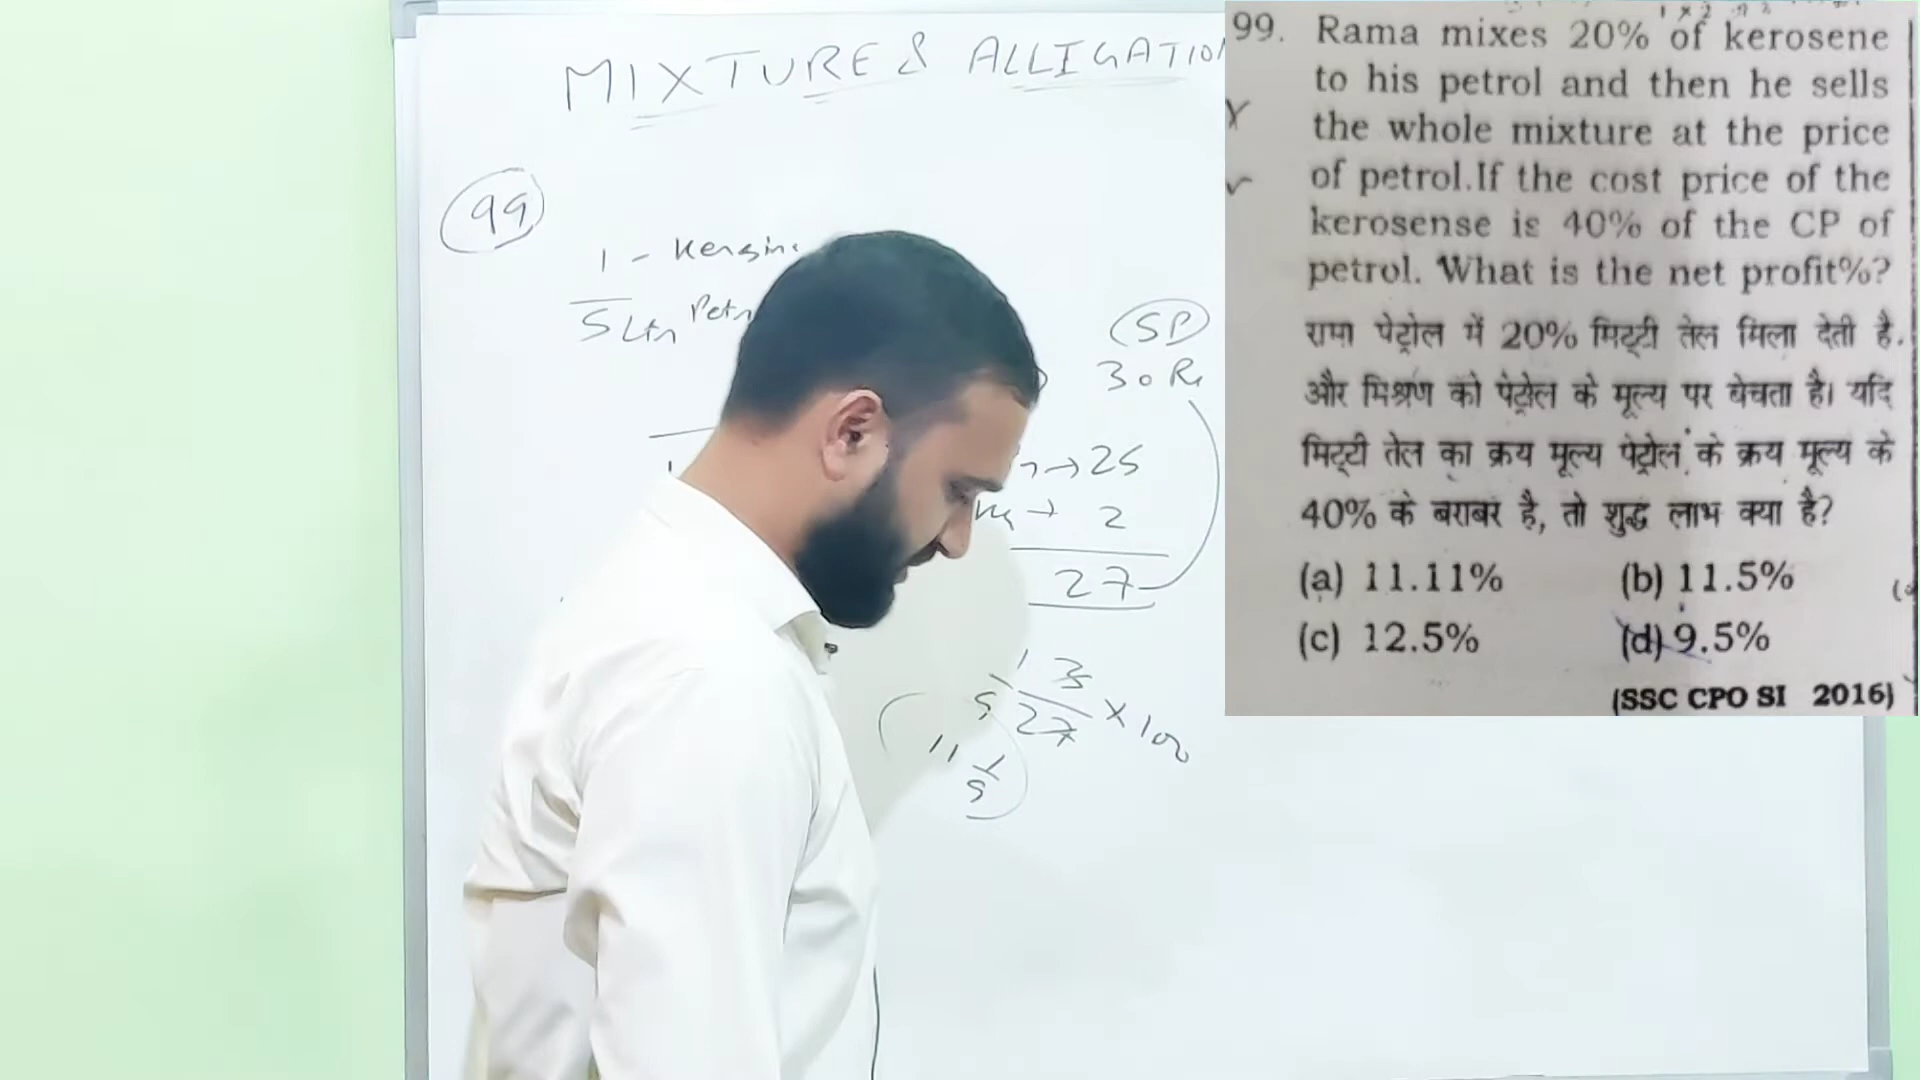 MIXTURE & ALLIGATION
99
1 - Kerosin
5 Ltr Petr
SP
30 Rs
→ 25
→ 2
27
1 3
9 27 × 100
11 1
9
99. Rama mixes 20% of kerosene
to his petrol and then he sells
the whole mixture at the price
of petrol.If the cost price of the
kerosense is 40% of the CP of
petrol. What is the net profit%?
रामा पेट्रोल में 20% मिट्टी तेल मिला देती है.
और मिश्रण को पेट्रोल के मूल्य पर बेचता है। यदि
मिट्टी तेल का क्रय मूल्य पेट्रोल के क्रय मूल्य के
40% के बराबर है, तो शुद्ध लाभ क्या है?
(a) 11.11% (b) 11.5%
(c) 12.5% (d) 9.5%
(SSC CPO SI 2016)